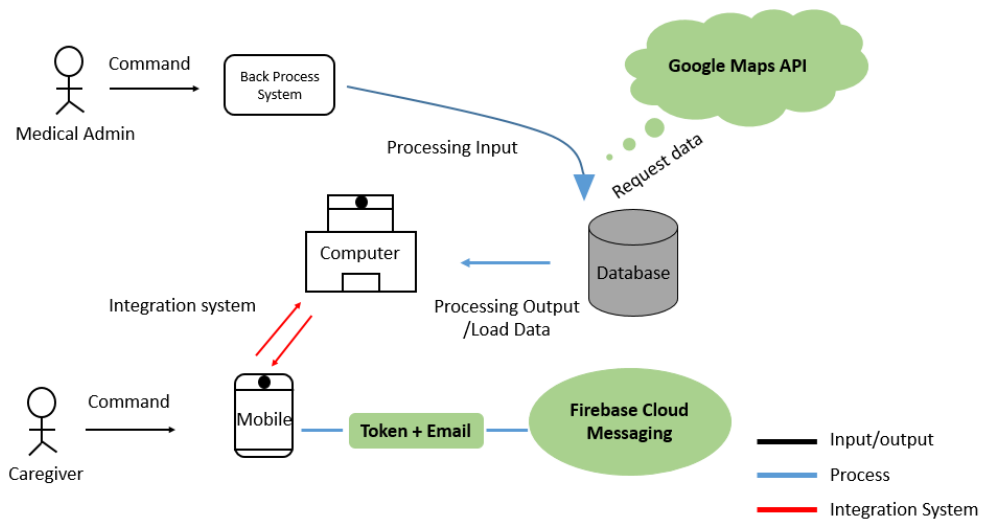 Command
Medical Admin
Back Process
System
Google Maps API
Processing Input
Request data
Computer
Database
Integration system
Processing Output
/Load Data
Command
Caregiver
Mobile
Token + Email
Firebase Cloud
Messaging
Input/output
Process
Integration System